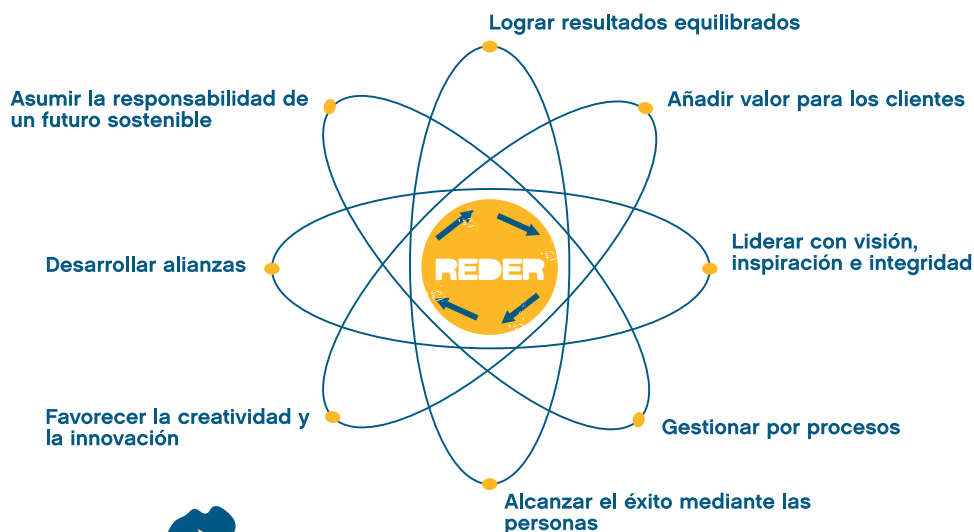 Lograr resultados equilibrados
Asumir la responsabilidad de
un futuro sostenible
Añadir valor para los clientes
Desarrollar alianzas
REDER
Liderar con visión,
inspiración e integridad
Favorecer la creatividad y
la innovación
Gestionar por procesos
Alcanzar el éxito mediante las
personas